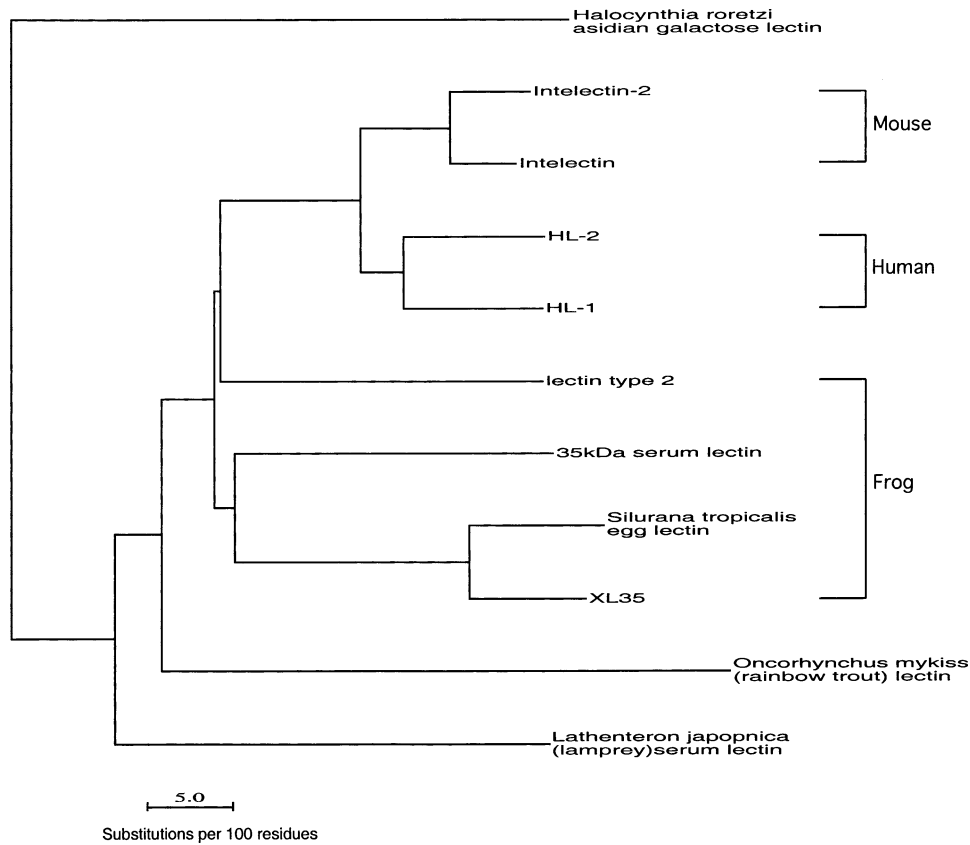 Halocynthia roretzi
asidian galactose lectin
Intelectin-2
Mouse
Intelectin
HL-2
Human
HL-1
lectin type 2
35kDa serum lectin
Frog
Silurana tropicalis
egg lectin
XL35
Oncorhynchus mykiss
(rainbow trout) lectin
Lathenteron japopnica
(lamprey)serum lectin
5.0
Substitutions per 100 residues